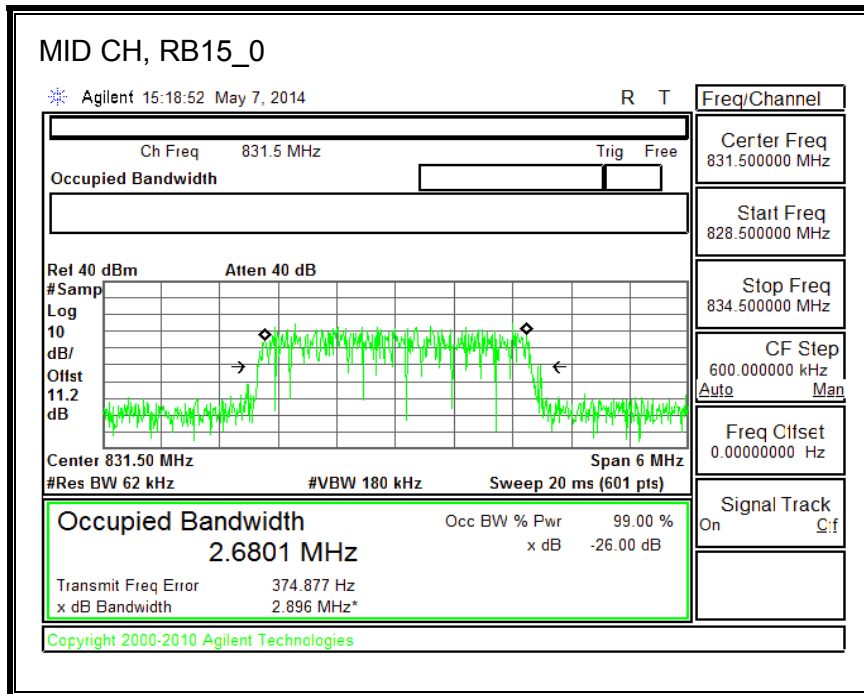 MID CH, RB15_0
Agilent 15:18:52 May 7, 2014 R T
Freq/Channel
Ch Freq 831.5 MHz Trig Free
Occupied Bandwidth
Center Freq
831.500000 MHz
Start Freq
828.500000 MHz
Stop Freq
834.500000 MHz
CF Step
600.000000 kHz
Auto Man
Freq Offset
0.00000000 Hz
Signal Track
On Off
Ref 40 dBm Atten 40 dB
#Samp
Log
10
dB/
Offst
11.2
dB
Center 831.50 MHz Span 6 MHz
#Res BW 62 kHz #VBW 180 kHz Sweep 20 ms (601 pts)
Occupied Bandwidth Occ BW % Pwr 99.00 %
2.6801 MHz x dB -26.00 dB
Transmit Freq Error 374.877 Hz
x dB Bandwidth 2.896 MHz*
Copyright 2000-2010 Agilent Technologies